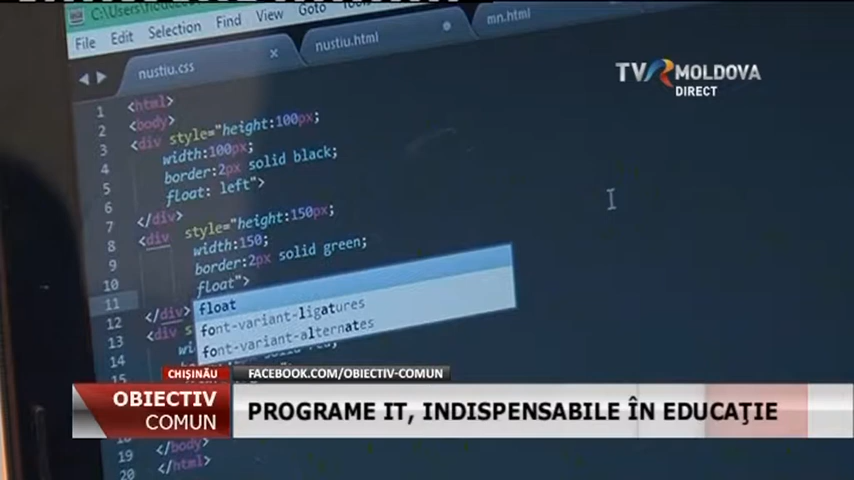 File Edit Selection Find View Goto
nustiu.css x nustiu.html mn.html
TVR MOLDOVA
DIRECT
1 <html>
2 <body>
3 <div style="height:100px;
4 width:100px;
5 border:2px solid black;
6 float: left">
7 </div>
8 <div style="height:150px;
9 width:150;
10 border:2px solid green;
11 float">
12 </div>
13 <div s
14
15
float
font-variant-ligatures
font-variant-alternates
CHIŞINĂU
FACEBOOK.COM/OBIECTIV-COMUN
OBIECTIV
COMUN
PROGRAME IT, INDISPENSABILE ÎN EDUCAŢIE
19 </body>
20 </html>